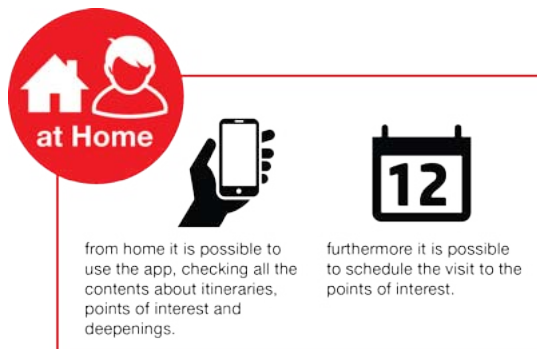 at Home
12
from home it is possible to
use the app, checking all the
contents about itineraries,
points of interest and
deepenings.
furthermore it is possible
to schedule the visit to the
points of interest.